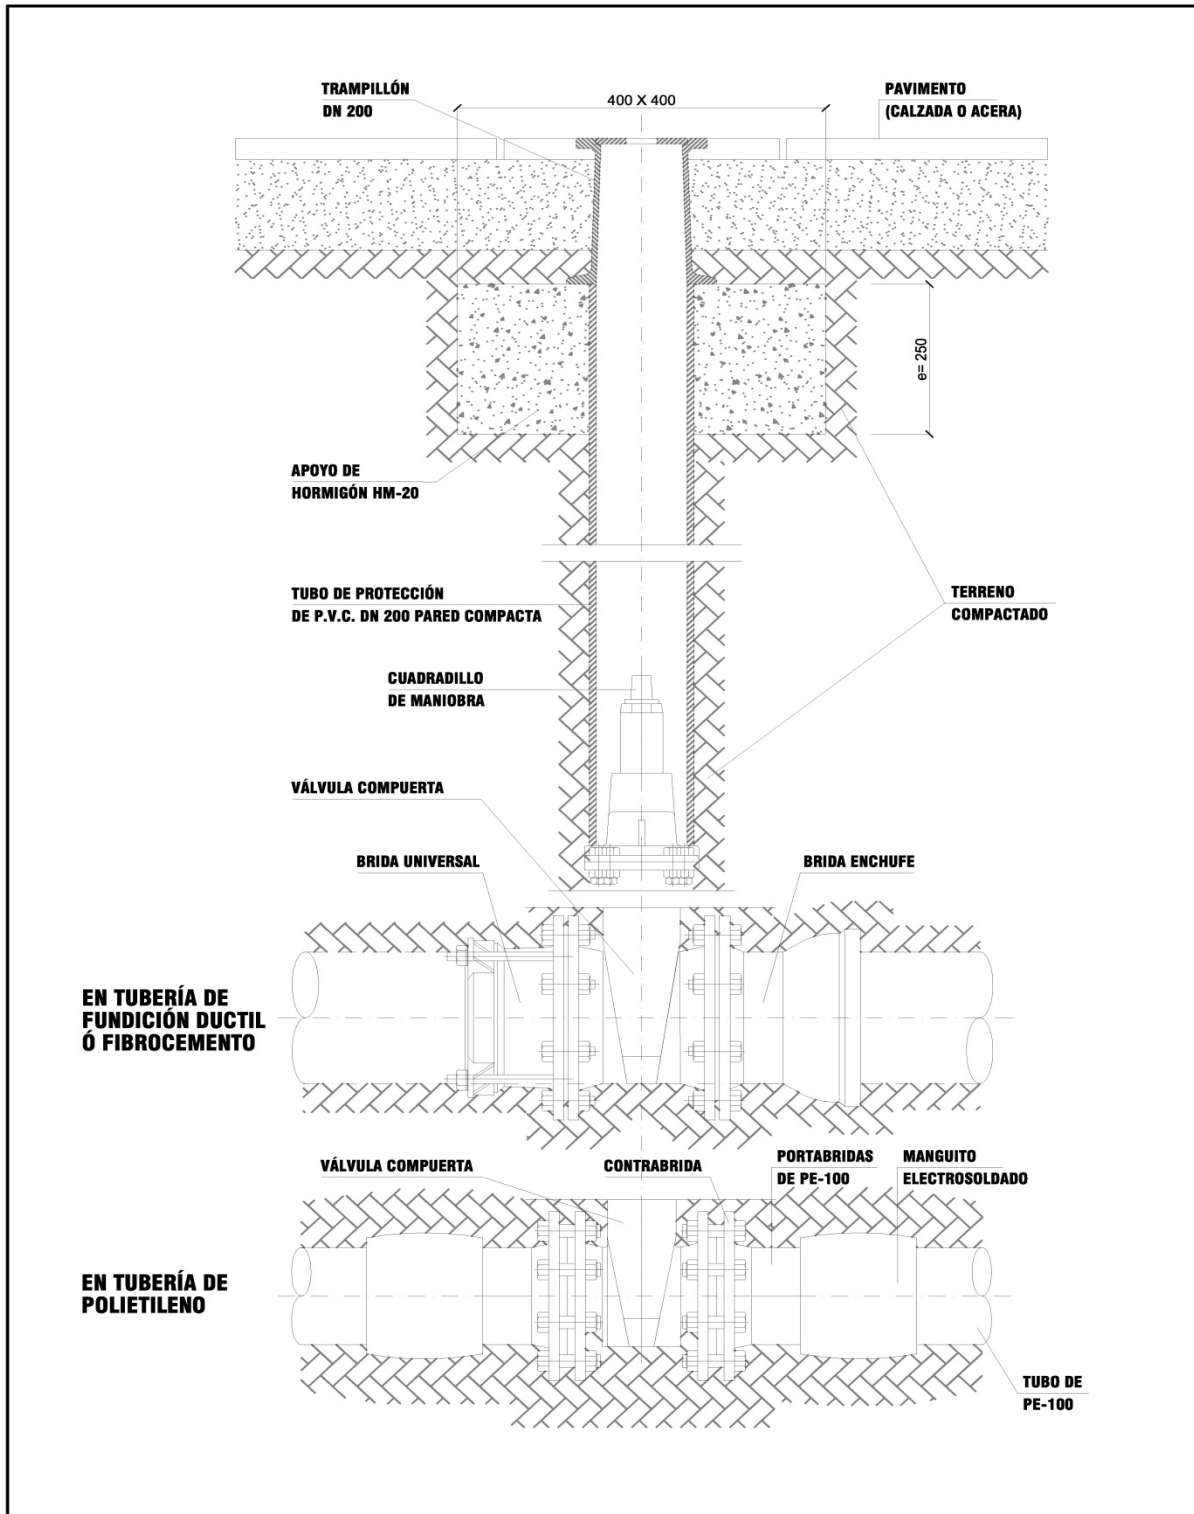 TRAMPILLÓN
DN 200
400 X 400
PAVIMENTO
(CALZADA O ACERA)
e= 250
APOYO DE
HORMIGÓN HM-20
TUBO DE PROTECCIÓN
DE P.V.C. DN 200 PARED COMPACTA
TERRENO
COMPACTADO
CUADRADILLO
DE MANIOBRA
VÁLVULA COMPUERTA
BRIDA UNIVERSAL
BRIDA ENCHUFE
EN TUBERÍA DE
FUNDICIÓN DUCTIL
Ó FIBROCEMENTO
VÁLVULA COMPUERTA
CONTRABRIDA
PORTABRIDAS
DE PE-100
MANGUITO
ELECTROSOLDADO
EN TUBERÍA DE
POLIETILENO
TUBO DE
PE-100